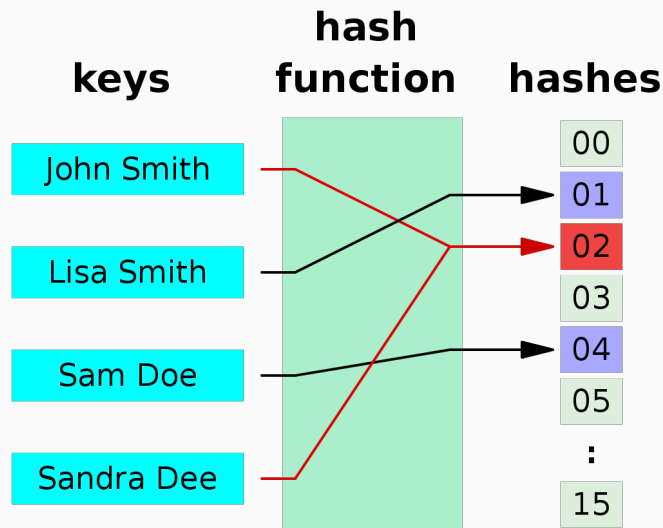 keys
hash
function
hashes
John Smith
Lisa Smith
Sam Doe
Sandra Dee
00
01
02
03
04
05
:
15